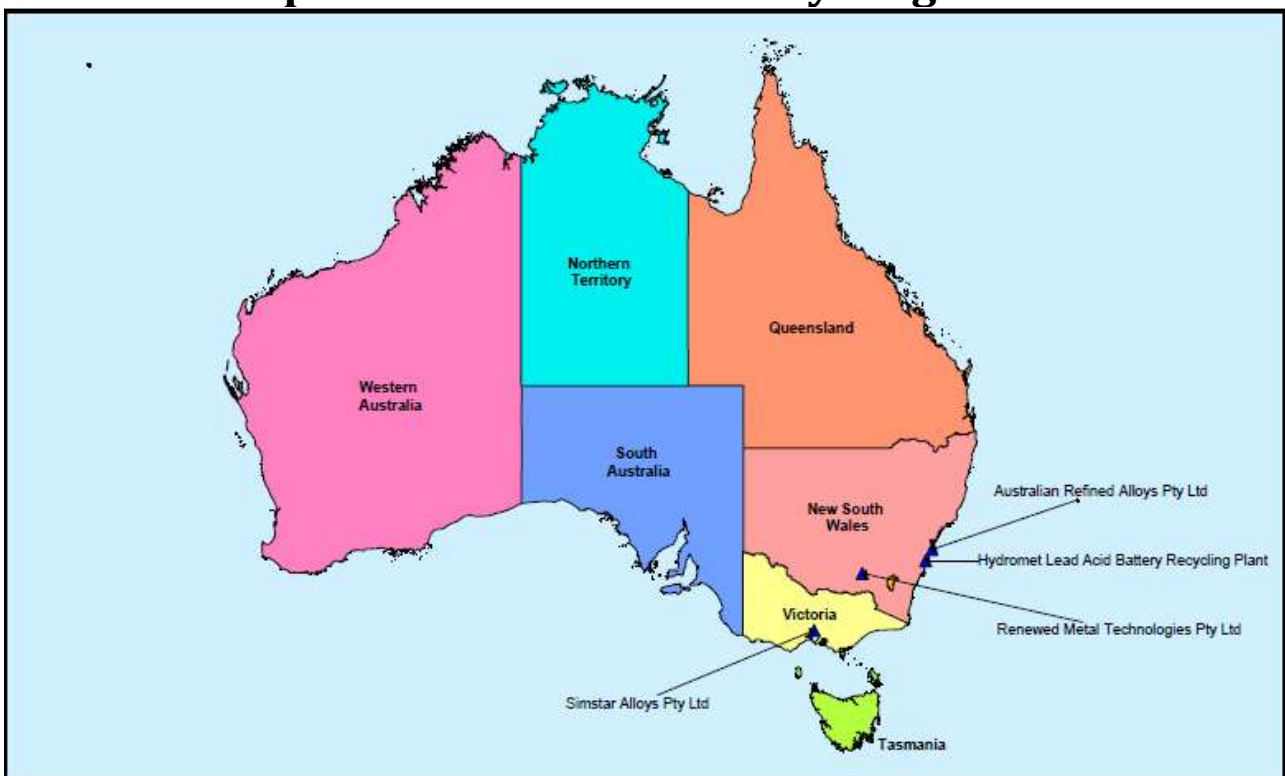 Northern
Territory
Queensland
Western
Australia
South
Australia
New South
Wales
Australian Refined Alloys Pty Ltd
Hydromet Lead Acid Battery Recycling Plant
Renewed Metal Technologies Pty Ltd
Victoria
Simstar Alloys Pty Ltd
Tasmania